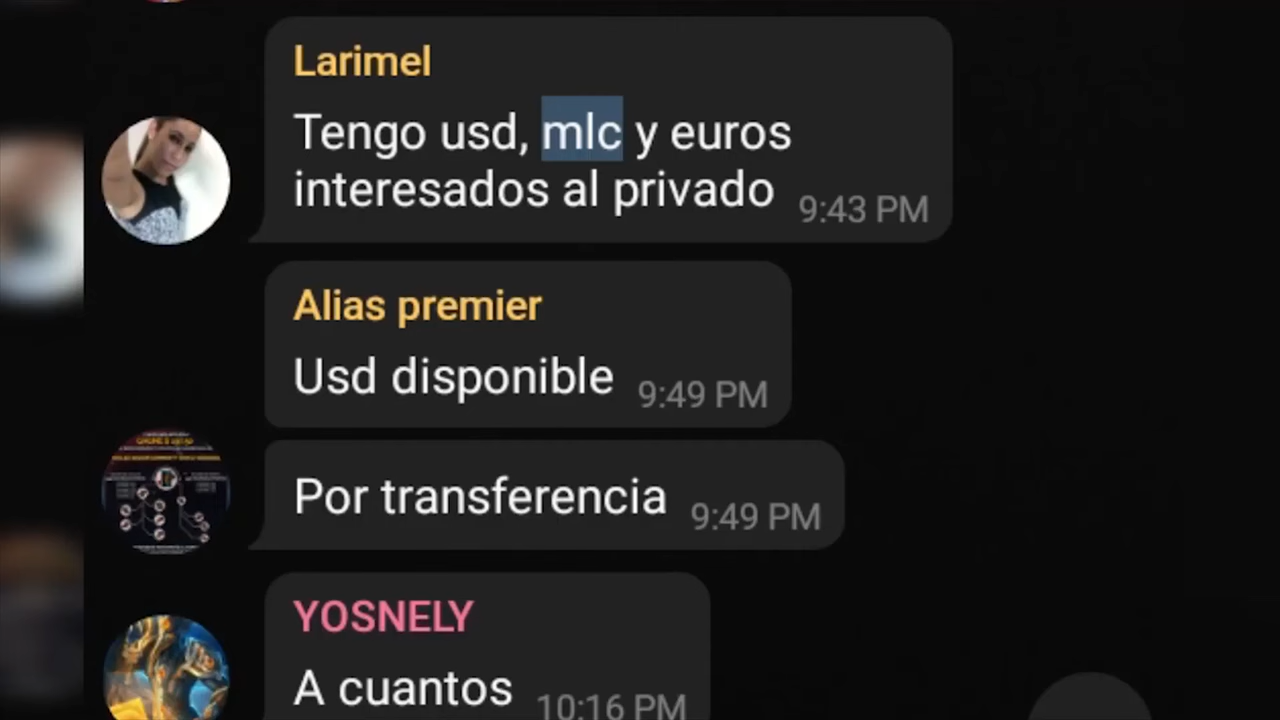 Larimel
Tengo usd, mlc y euros
interesados al privado 9:43 PM
Alias premier
Usd disponible 9:49 PM
Por transferencia 9:49 PM
YOSNELY
A cuantos 10:16 PM